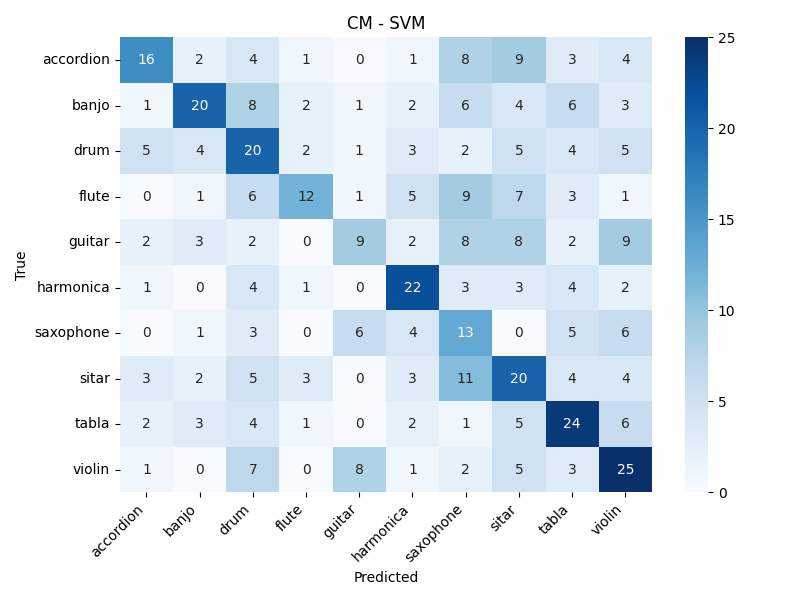 CM - SVM
accordion 16 2 4 1 0 1 8 9 3 4
banjo 1 20 8 2 1 2 6 4 6 3
drum 5 4 20 2 1 3 2 5 4 5
flute 0 1 6 12 1 5 9 7 3 1
guitar 2 3 2 0 9 2 8 8 2 9
harmonica 1 0 4 1 0 22 3 3 4 2
saxophone 0 1 3 0 6 4 13 0 5 6
sitar 3 2 5 3 0 3 11 20 4 4
tabla 2 3 4 1 0 2 1 5 24 6
violin 1 0 7 0 8 1 2 5 3 25
accordion banjo drum flute guitar harmonica saxophone sitar tabla violin
Predicted
True
25
20
15
10
5
0